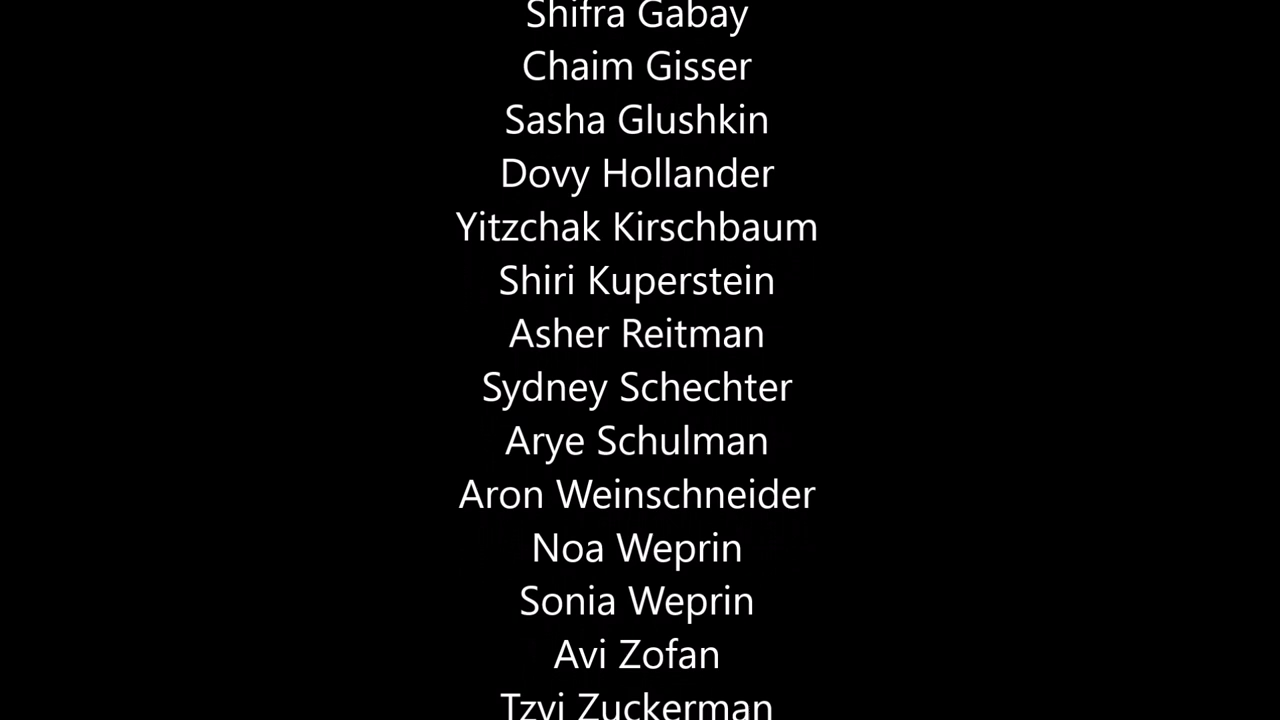 Shifra Gabay
Chaim Gisser
Sasha Glushkin
Dovy Hollander
Yitzchak Kirschbaum
Shiri Kuperstein
Asher Reitman
Sydney Schechter
Arye Schulman
Aron Weinschneider
Noa Weprin
Sonia Weprin
Avi Zofan
Tzvi Zuckerman